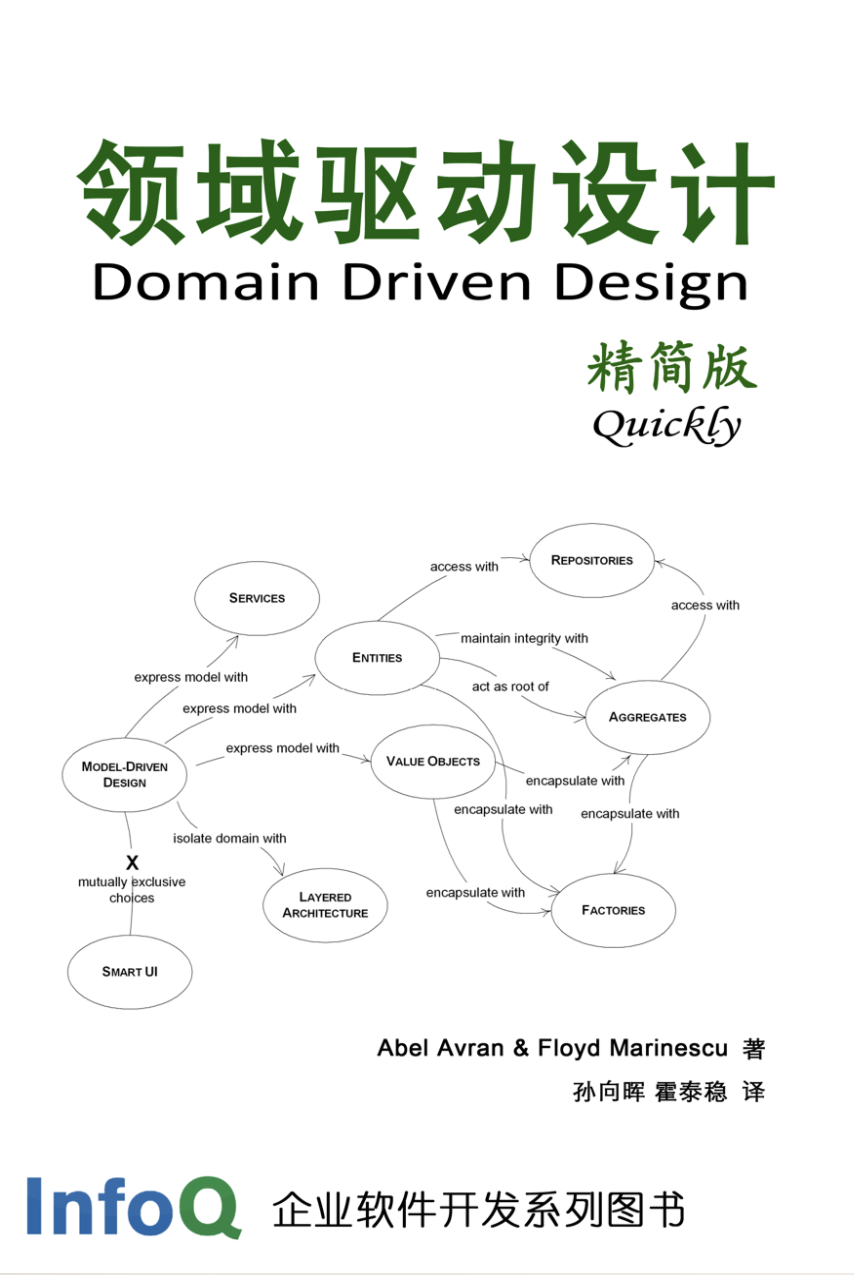 领域驱动设计
Domain Driven Design
精简版
Quickly
REPOSITORIES
access with
SERVICES
access with
maintain integrity with
ENTITIES
express model with
act as root of
express model with
AGGREGATES
express model with
VALUE OBJECTS
MODEL-DRIVEN
DESIGN
encapsulate with
encapsulate with
encapsulate with
isolate domain with
X
mutually exclusive
choices
encapsulate with
LAYERED
ARCHITECTURE
FACTORIES
SMART UI
Abel Avran & Floyd Marinescu 著
孙向晖 霍泰稳 译
InfoQ 企业软件开发系列图书